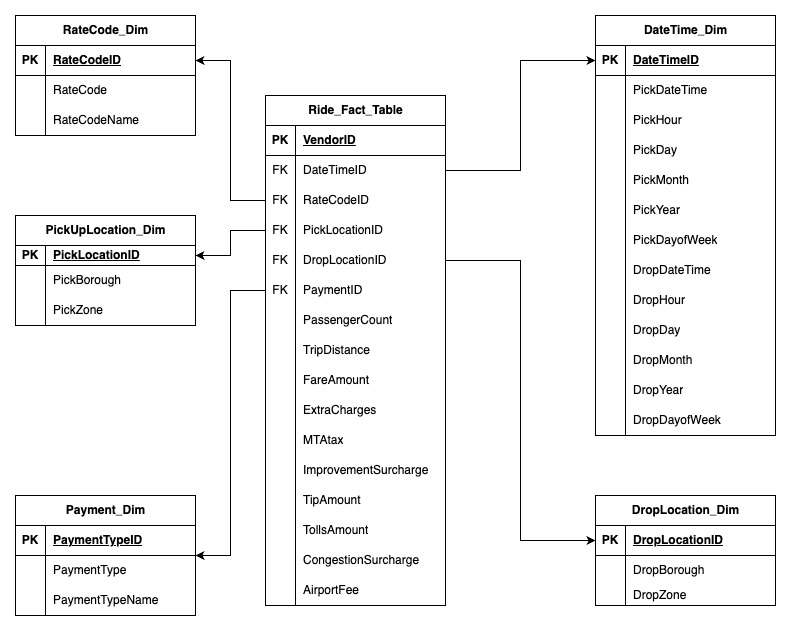 RateCode_Dim
PK RateCodeID
RateCode
RateCodeName
PickUpLocation_Dim
PK PickLocationID
PickBorough
PickZone
Payment_Dim
PK PaymentTypeID
PaymentType
PaymentTypeName
Ride_Fact_Table
PK VendorID
FK DateTimeID
FK RateCodeID
FK PickLocationID
FK DropLocationID
FK PaymentID
PassengerCount
TripDistance
FareAmount
ExtraCharges
MTAtax
ImprovementSurcharge
TipAmount
TollsAmount
CongestionSurcharge
AirportFee
DateTime_Dim
PK DateTimeID
PickDateTime
PickHour
PickDay
PickMonth
PickYear
PickDayofWeek
DropDateTime
DropHour
DropDay
DropMonth
DropYear
DropDayofWeek
DropLocation_Dim
PK DropLocationID
DropBorough
DropZone